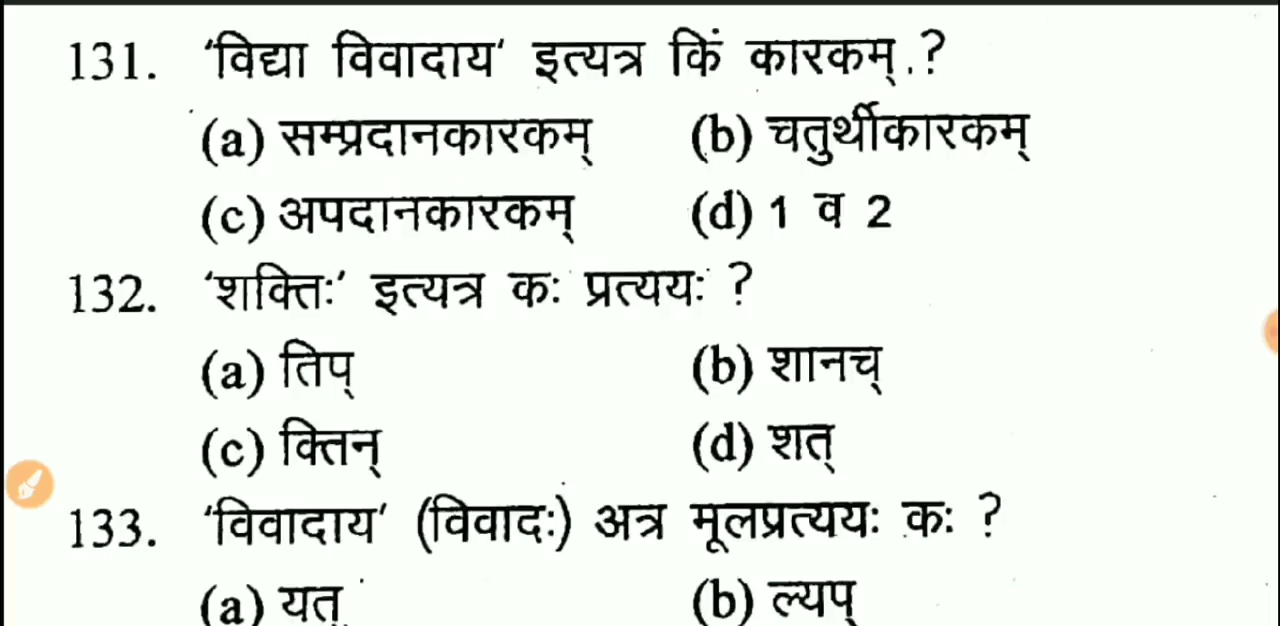 131. 'विद्या विवादाय' इत्यत्र किं कारकम् .?
(a) सम्प्रदानकारकम् (b) चतुर्थीकारकम्
(c) अपदानकारकम् (d) 1 व 2
132. 'शक्तिः' इत्यत्र कः प्रत्ययः ?
(a) तिप् (b) शानच्
(c) क्तिन् (d) शत्
133. 'विवादाय' (विवादः) अत्र मूलप्रत्ययः कः ?
(a) यत् (b) ल्यप्